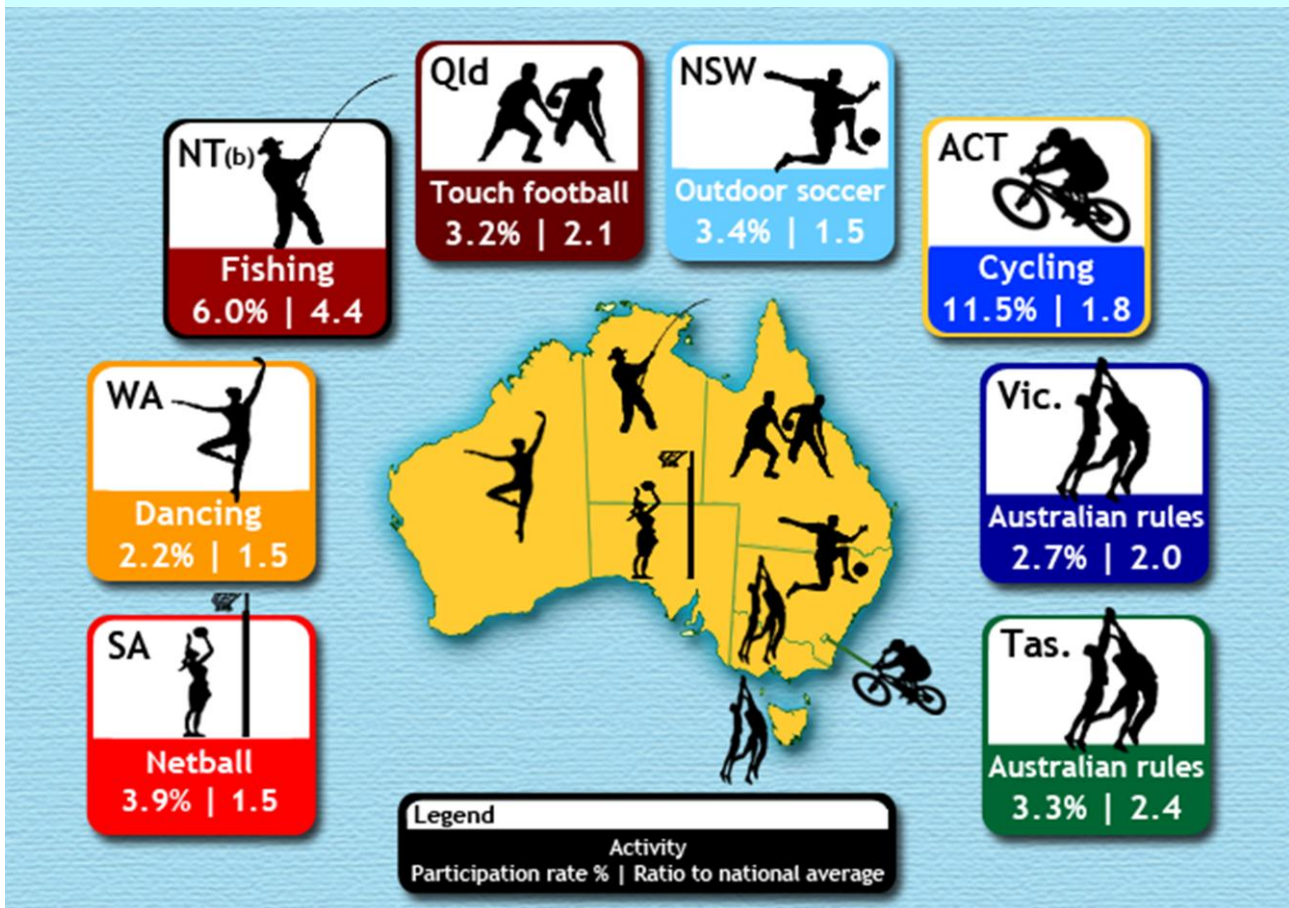 Qld
Touch football
3.2% | 2.1
NSW
Outdoor soccer
3.4% | 1.5
NT(b)
Fishing
6.0% | 4.4
ACT
Cycling
11.5% | 1.8
WA
Dancing
2.2% | 1.5
Vic.
Australian rules
2.7% | 2.0
SA
Netball
3.9% | 1.5
Tas.
Australian rules
3.3% | 2.4
Legend
Activity
Participation rate % | Ratio to national average